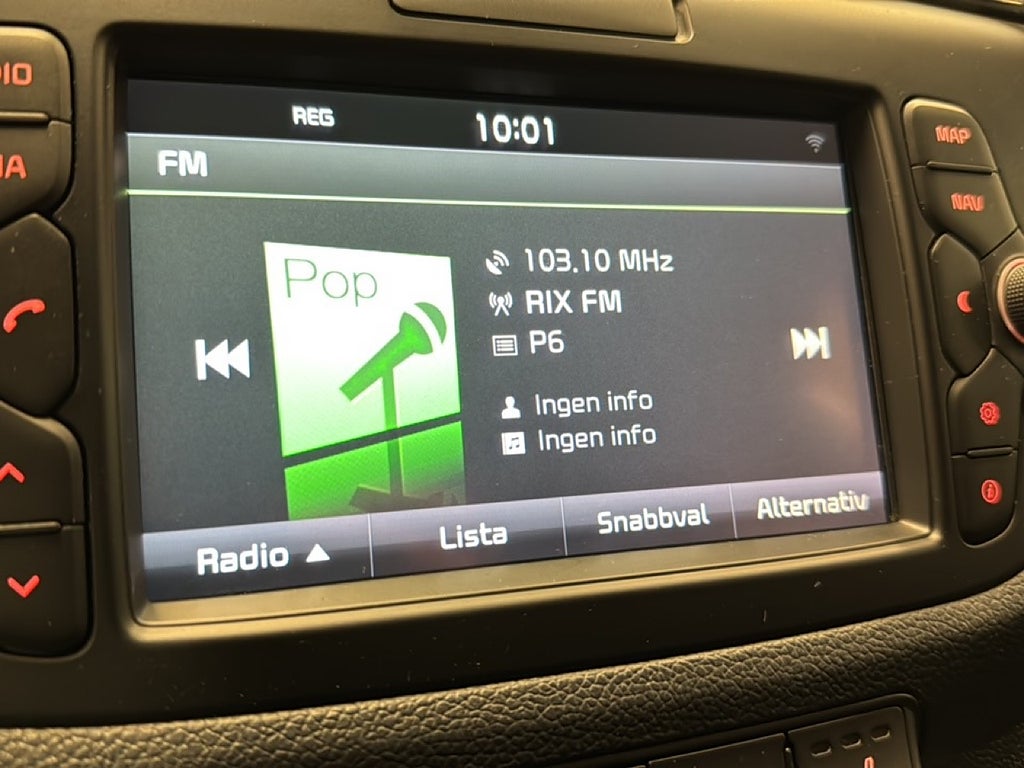 REG 10:01
FM
Pop
103.10 MHz
RIX FM
P6
Ingen info
Ingen info
Radio ▲ Lista Snabbval Alternativ
MAP
NAV